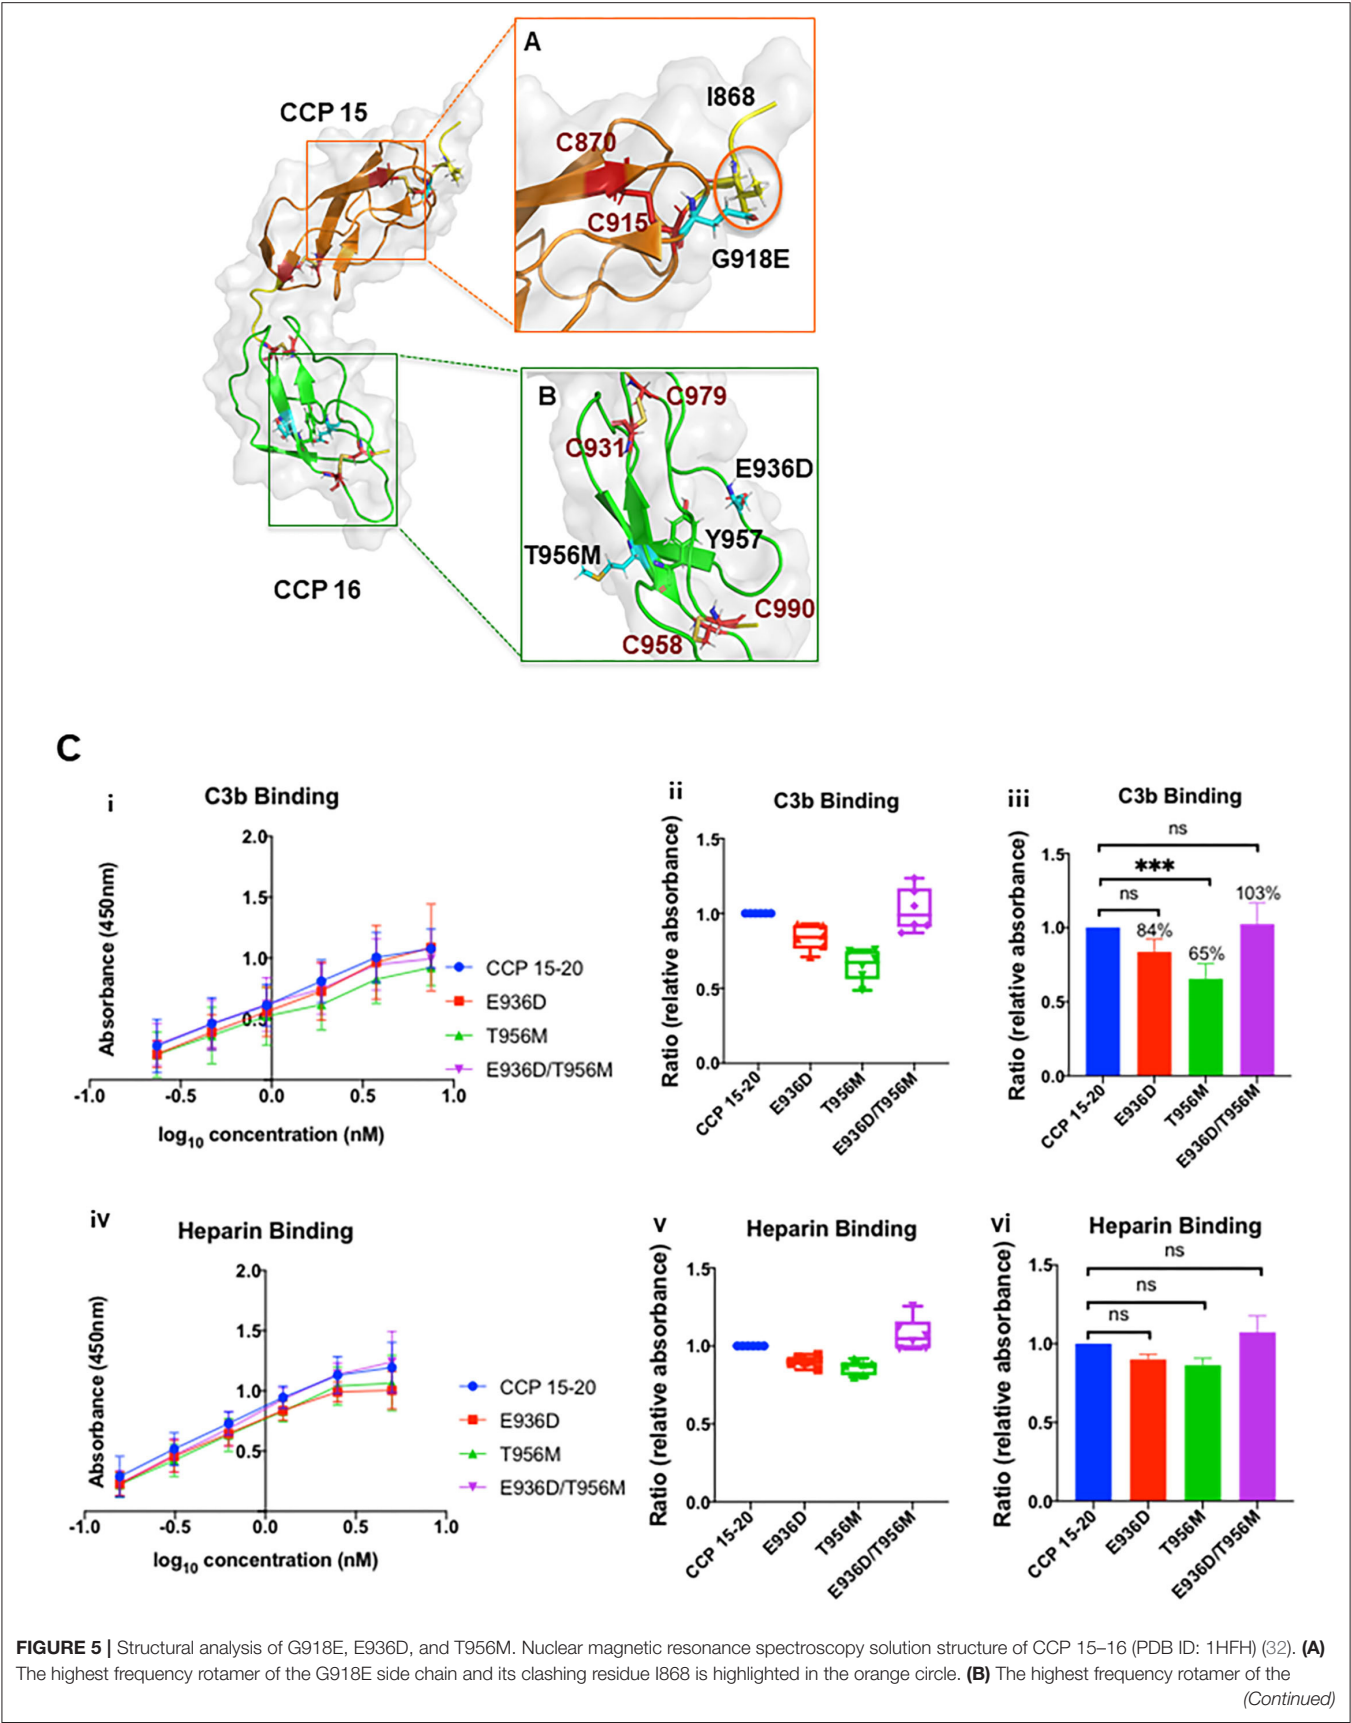 A
CCP 15
I868
C870
C915
G918E
B
C979
C931
E936D
Y957
T956M
C990
C958
CCP 16
C
i
C3b Binding
Absorbance (450nm)
2.0
1.5
1.0
0.5
-1.0 -0.5 0.0 0.5 1.0
log10 concentration (nM)
CCP 15-20
E936D
T956M
E936D/T956M
ii
C3b Binding
Ratio (relative absorbance)
1.5
1.0
0.5
0.0
CCP 15-20
E936D
T956M
E936D/T956M
iii
C3b Binding
Ratio (relative absorbance)
ns
***
ns
1.5
1.0
0.5
0.0
84%
65%
103%
CCP 15-20
E936D
T956M
E936D/T956M
iv
Heparin Binding
Absorbance (450nm)
2.0
1.5
1.0
0.5
-1.0 -0.5 0.0 0.5 1.0
log10 concentration (nM)
CCP 15-20
E936D
T956M
E936D/T956M
v
Heparin Binding
Ratio (relative absorbance)
1.5
1.0
0.5
0.0
CCP 15-20
E936D
T956M
E936D/T956M
vi
Heparin Binding
Ratio (relative absorbance)
ns
ns
ns
1.5
1.0
0.5
0.0
CCP 15-20
E936D
T956M
E936D/T956M
FIGURE 5 | Structural analysis of G918E, E936D, and T956M. Nuclear magnetic resonance spectroscopy solution structure of CCP 15–16 (PDB ID: 1HFH) (32). (A)
The highest frequency rotamer of the G918E side chain and its clashing residue I868 is highlighted in the orange circle. (B) The highest frequency rotamer of the
(Continued)